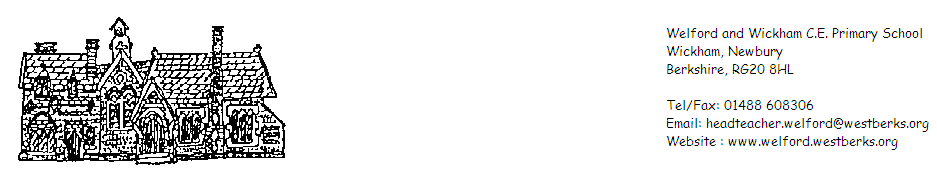 Welford and Wickham C.E. Primary School
Wickham, Newbury
Berkshire, RG20 8HL
Tel/Fax: 01488 608306
Email: headteacher.welford@westberks.org
Website : www.welford.westberks.org